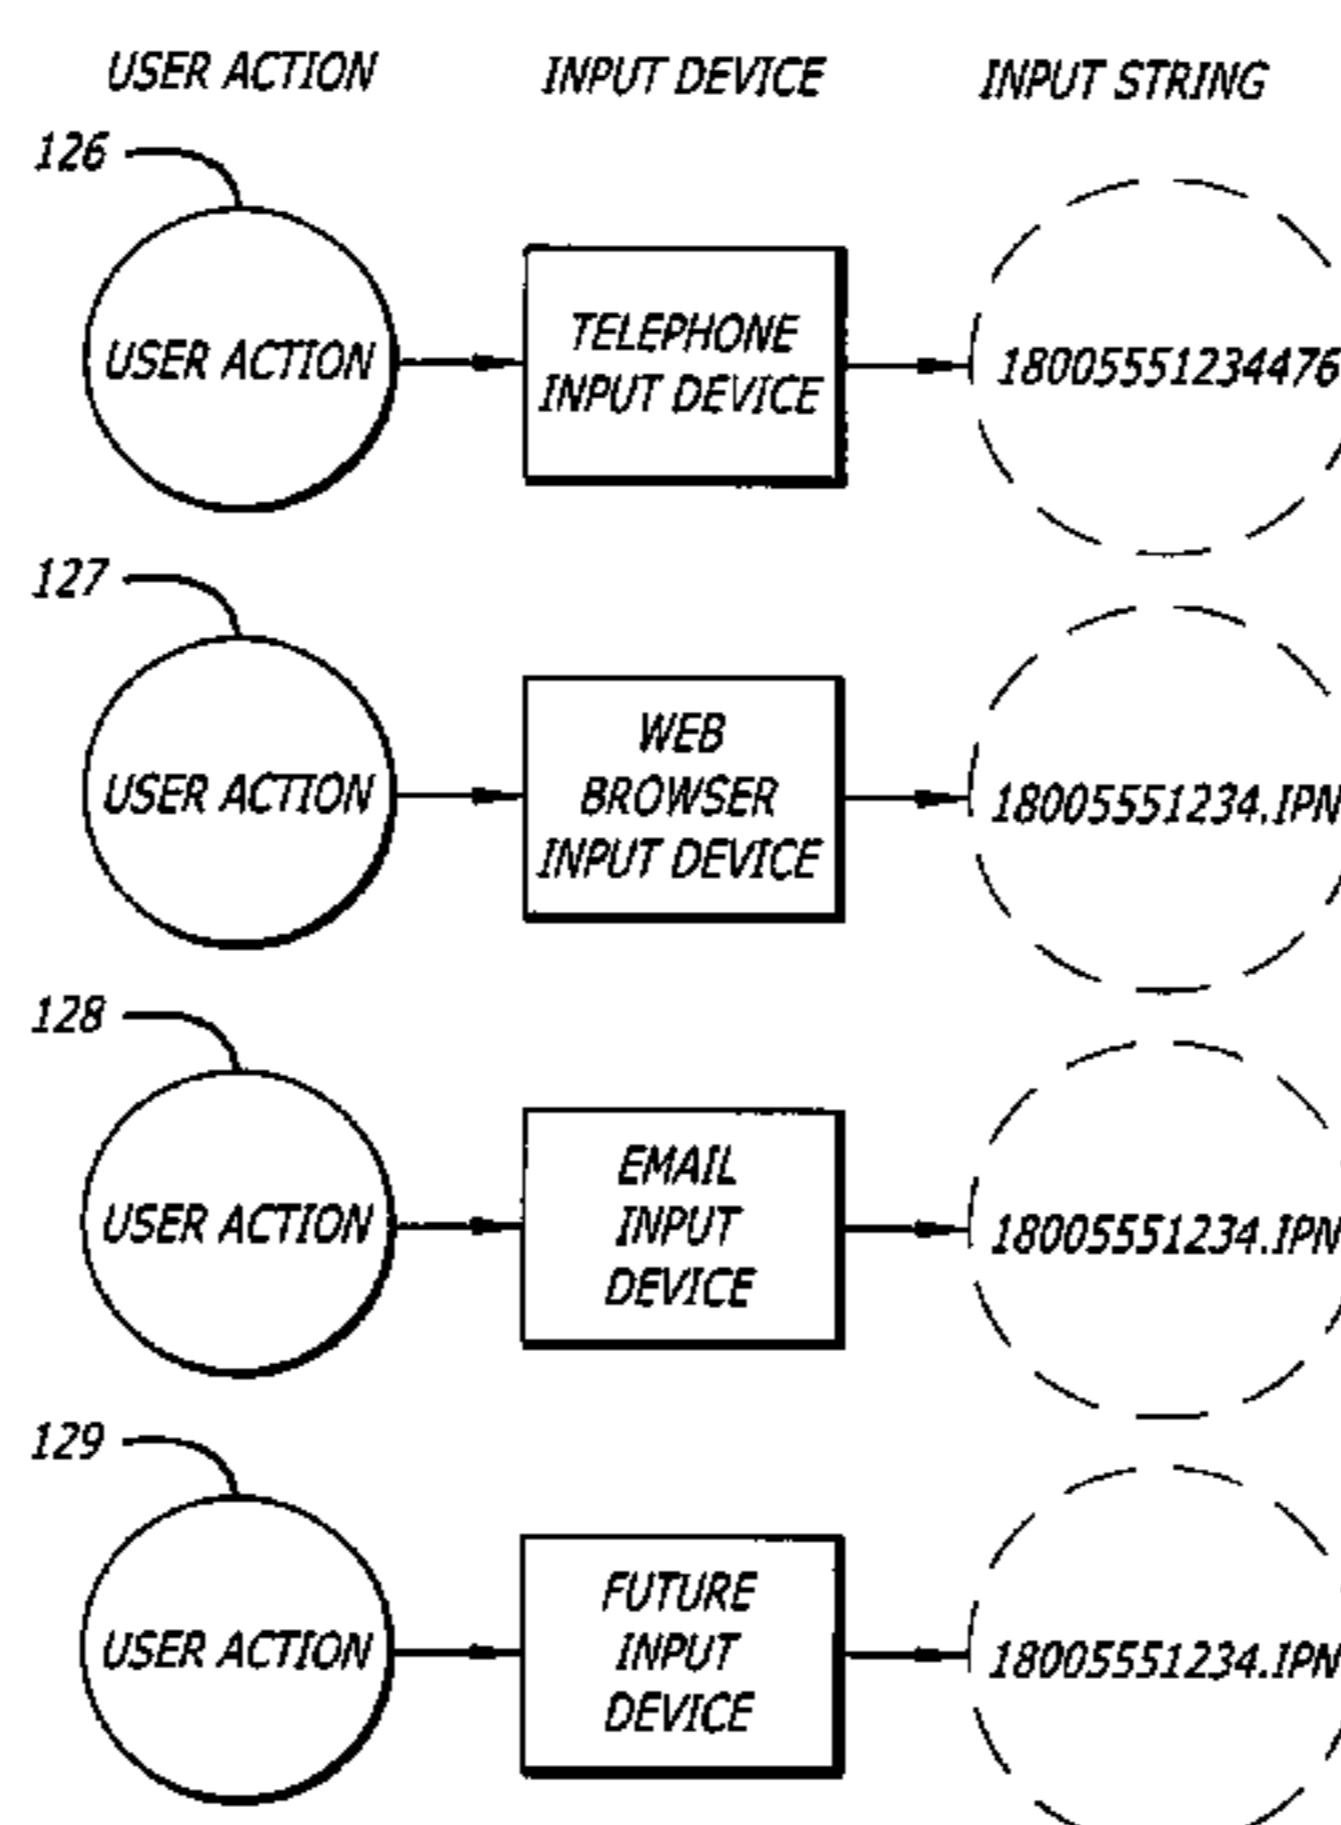 USER ACTION INPUT DEVICE INPUT STRING
126
USER ACTION
TELEPHONE
INPUT DEVICE
18005551234476
127
USER ACTION
WEB
BROWSER
INPUT DEVICE
18005551234.IPN
128
USER ACTION
EMAIL
INPUT
DEVICE
18005551234.IPN
129
USER ACTION
FUTURE
INPUT
DEVICE
18005551234.IPN